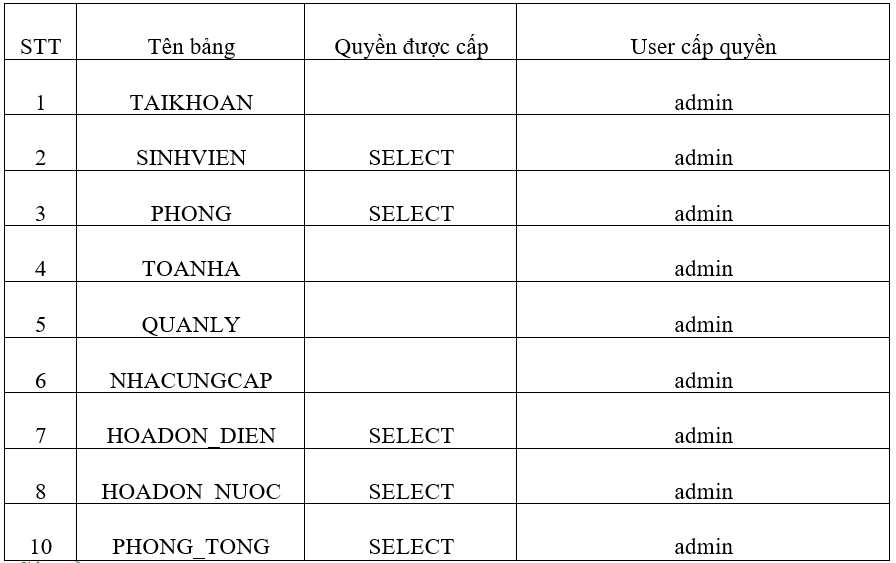 STT Tên bảng Quyền được cấp User cấp quyền
1 TAIKHOAN admin
2 SINHVIEN SELECT admin
3 PHONG SELECT admin
4 TOANHA admin
5 QUANLY admin
6 NHACUNGCAP admin
7 HOADON_DIEN SELECT admin
8 HOADON_NUOC SELECT admin
10 PHONG_TONG SELECT admin